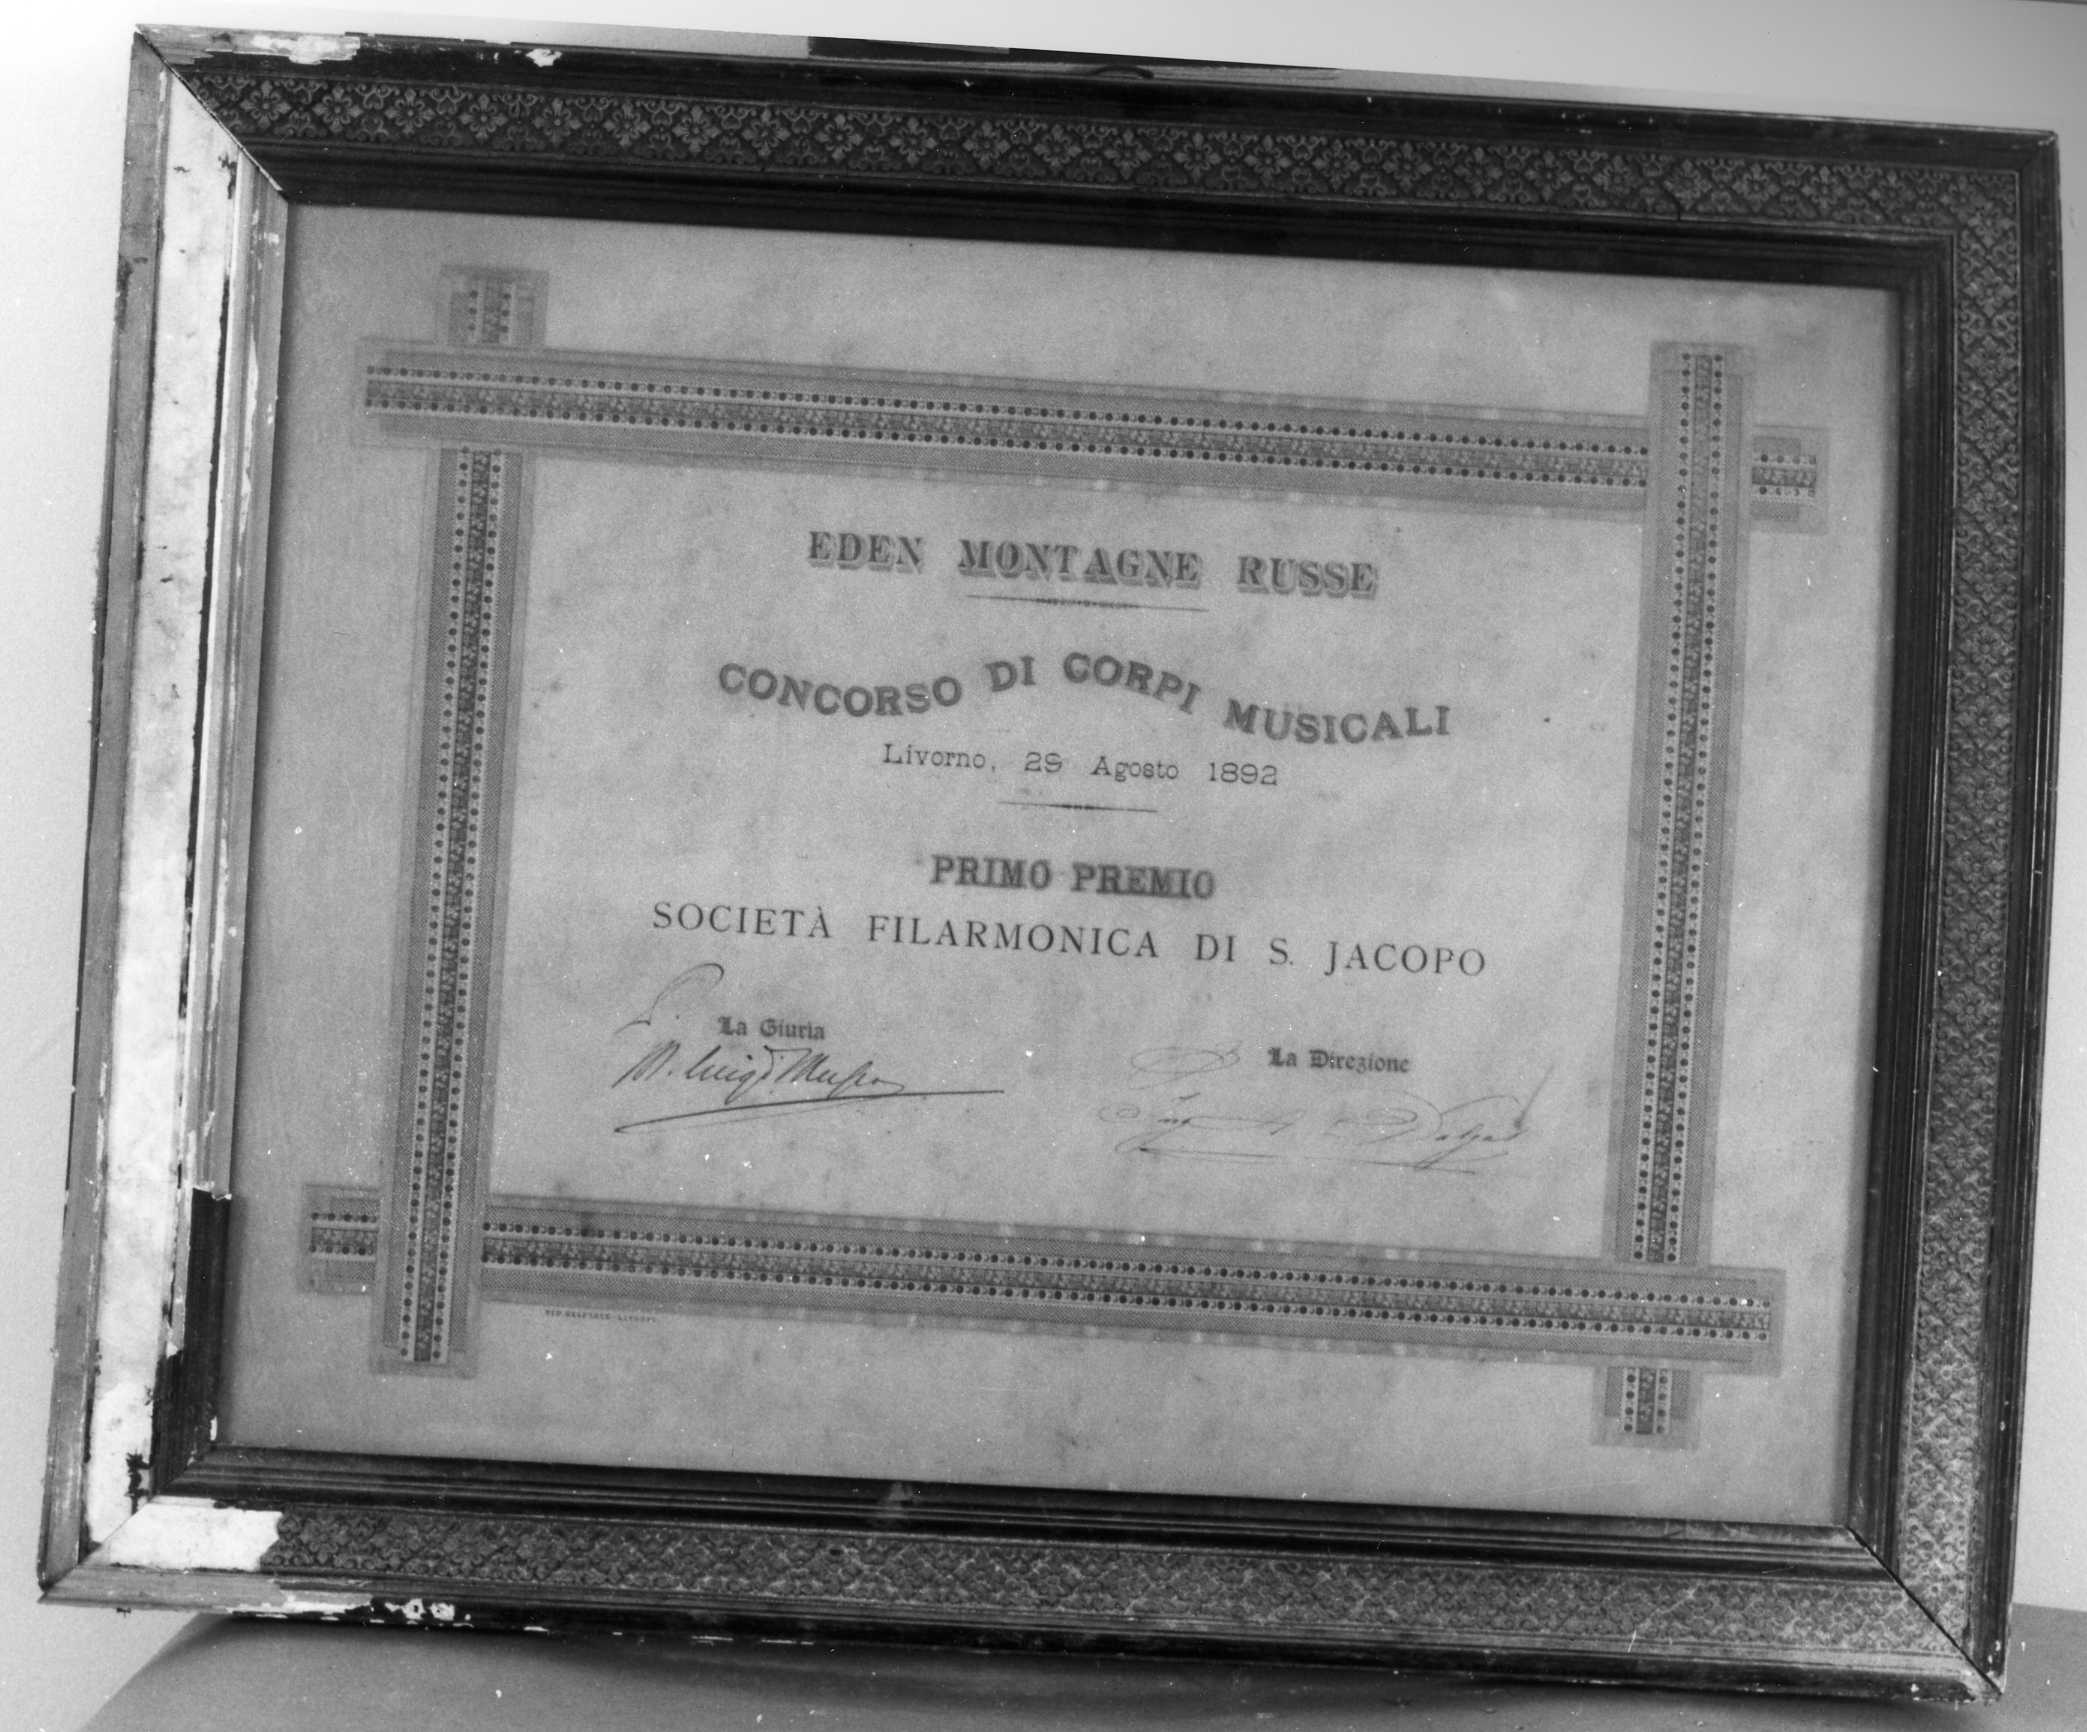 EDEN MONTAGNE RUSSE
CONCORSO DI CORPI MUSICALI
Livorno, 29 Agosto 1892
PRIMO PREMIO
SOCIETÀ FILARMONICA DI S. JACOPO
La Giuria
La Direzione
M. Luigi